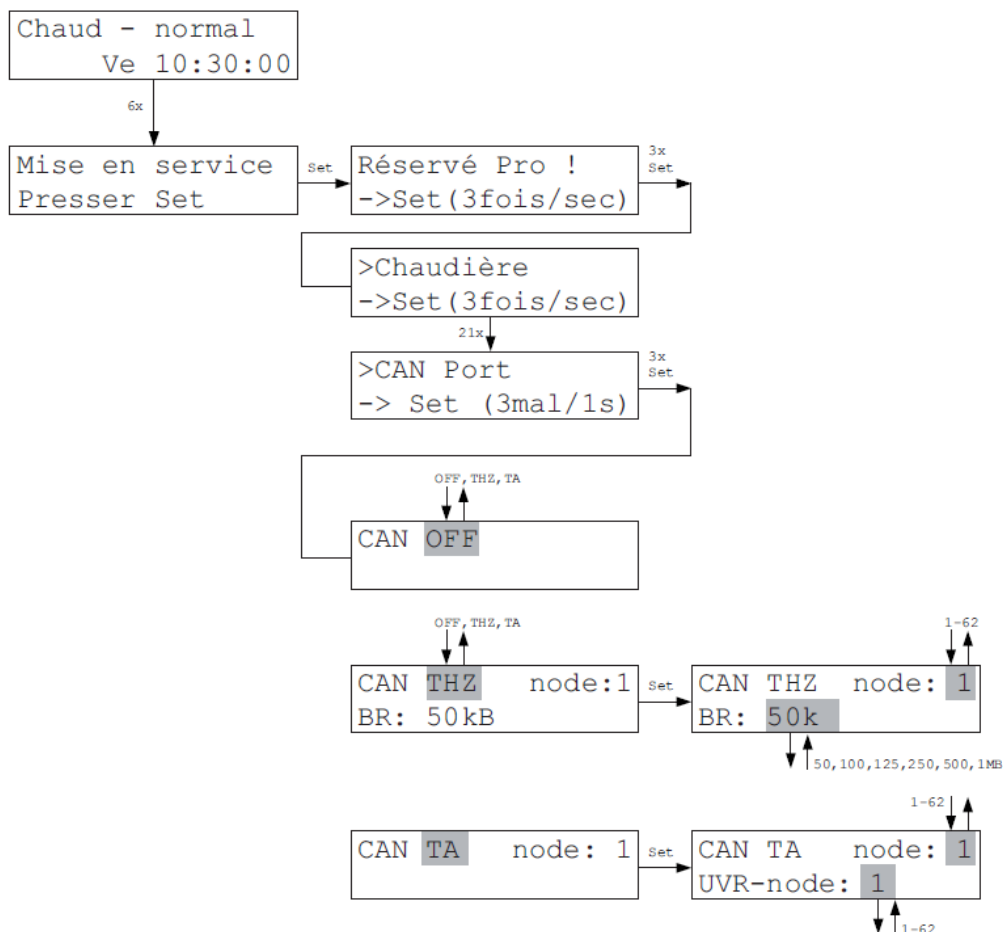 Chaud - normal
Ve 10:30:00
6x
Mise en service
Presser Set
Set
Réservé Pro !
->Set(3fois/sec)
3x
Set
>Chaudière
->Set(3fois/sec)
21x
>CAN Port
-> Set (3mal/1s)
3x
Set
OFF,THZ,TA
CAN OFF
OFF,THZ,TA
CAN THZ node:1
BR: 50kB
Set
1-62
CAN THZ node: 1
BR: 50k
50,100,125,250,500,1MB
CAN TA node: 1
Set
1-62
CAN TA node: 1
UVR-node: 1
1-62